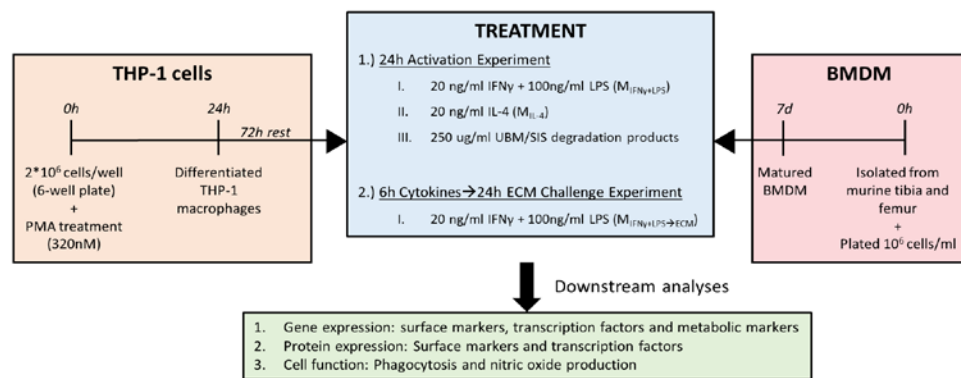 THP-1 cells
0h
24h
72h rest
2*10⁶ cells/well
(6-well plate)
+
PMA treatment
(320nM)
Differentiated
THP-1
macrophages
TREATMENT
1.) 24h Activation Experiment
I. 20 ng/ml IFNγ + 100ng/ml LPS (M_IFNγ+LPS)
II. 20 ng/ml IL-4 (M_IL-4)
III. 250 ug/ml UBM/SIS degradation products
2.) 6h Cytokines→24h ECM Challenge Experiment
I. 20 ng/ml IFNγ + 100ng/ml LPS (M_IFNγ+LPS→ECM)
BMDM
7d
0h
Matured
BMDM
Isolated from
murine tibia and
femur
+
Plated 10⁶ cells/ml
Downstream analyses
1. Gene expression: surface markers, transcription factors and metabolic markers
2. Protein expression: Surface markers and transcription factors
3. Cell function: Phagocytosis and nitric oxide production